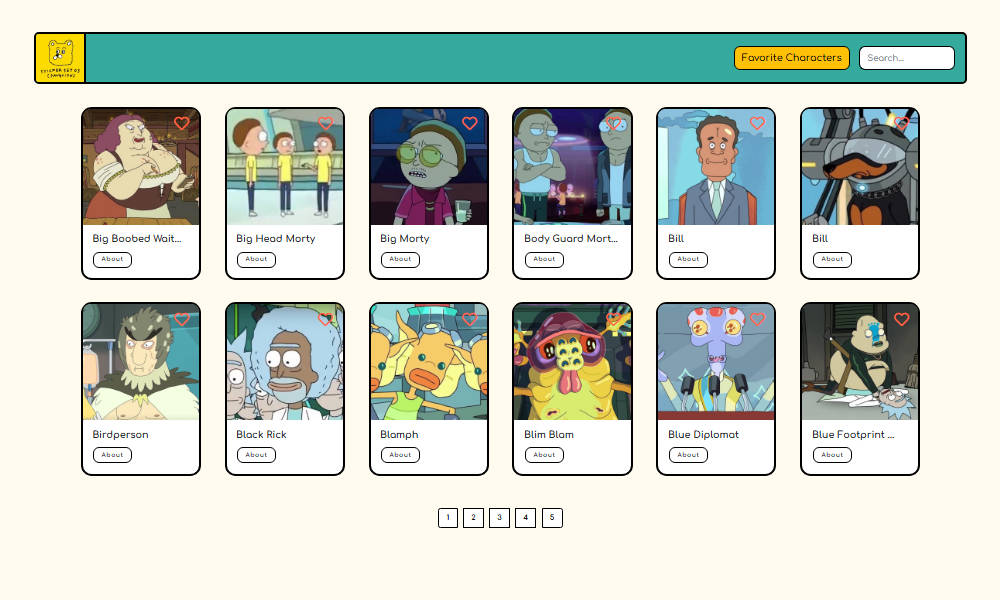 Favorite Characters
Search...
Big Boobed Wait...
About
Big Head Morty
About
Big Morty
About
Body Guard Mort...
About
Bill
About
Bill
About
Birdperson
About
Black Rick
About
Blamph
About
Blim Blam
About
Blue Diplomat
About
Blue Footprint ...
About
1
2
3
4
5